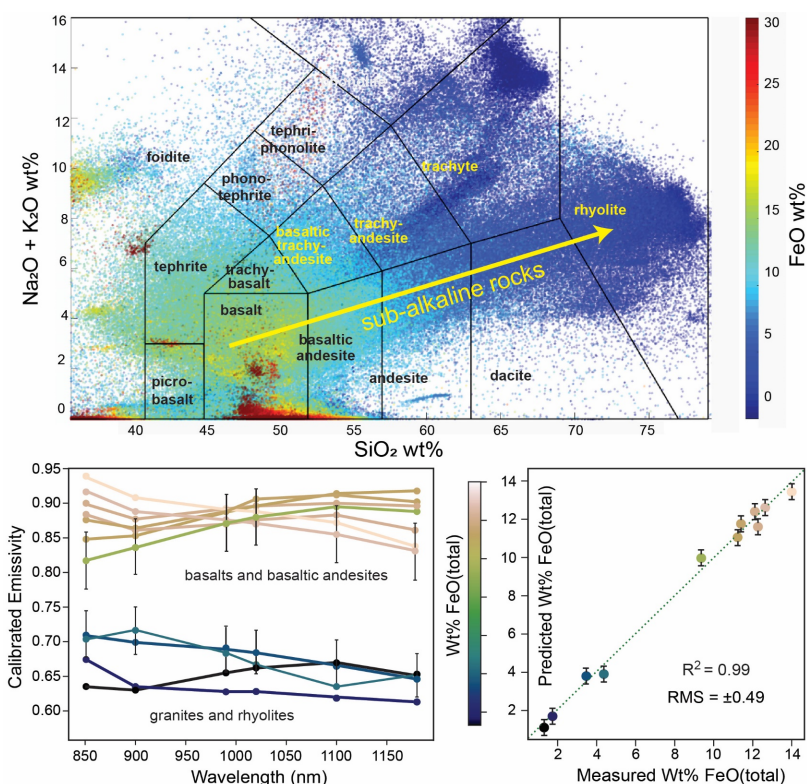 16
14
12
10
8
6
4
2
0
Na₂O + K₂O wt%
foidite
tephri-
phonolite
phono-
tephrite
trachyte
tephrite
basaltic
trachy-
andesite
trachy-
andesite
rhyolite
trachy-
basalt
basalt
sub-alkaline rocks
basaltic
andesite
picro-
basalt
andesite
dacite
40 45 50 55 60 65 70 75
SiO₂ wt%
30
25
20
15
10
5
0
FeO wt%
0.95
0.90
0.85
0.80
0.75
0.70
0.65
0.60
Calibrated Emissivity
basalts and basaltic andesites
granites and rhyolites
850 900 950 1000 1050 1100 1150
Wavelength (nm)
Wt% FeO(total)
14
12
10
8
6
4
2
Predicted Wt% FeO(total)
R² = 0.99
RMS = ±0.49
2 4 6 8 10 12 14
Measured Wt% FeO(total)